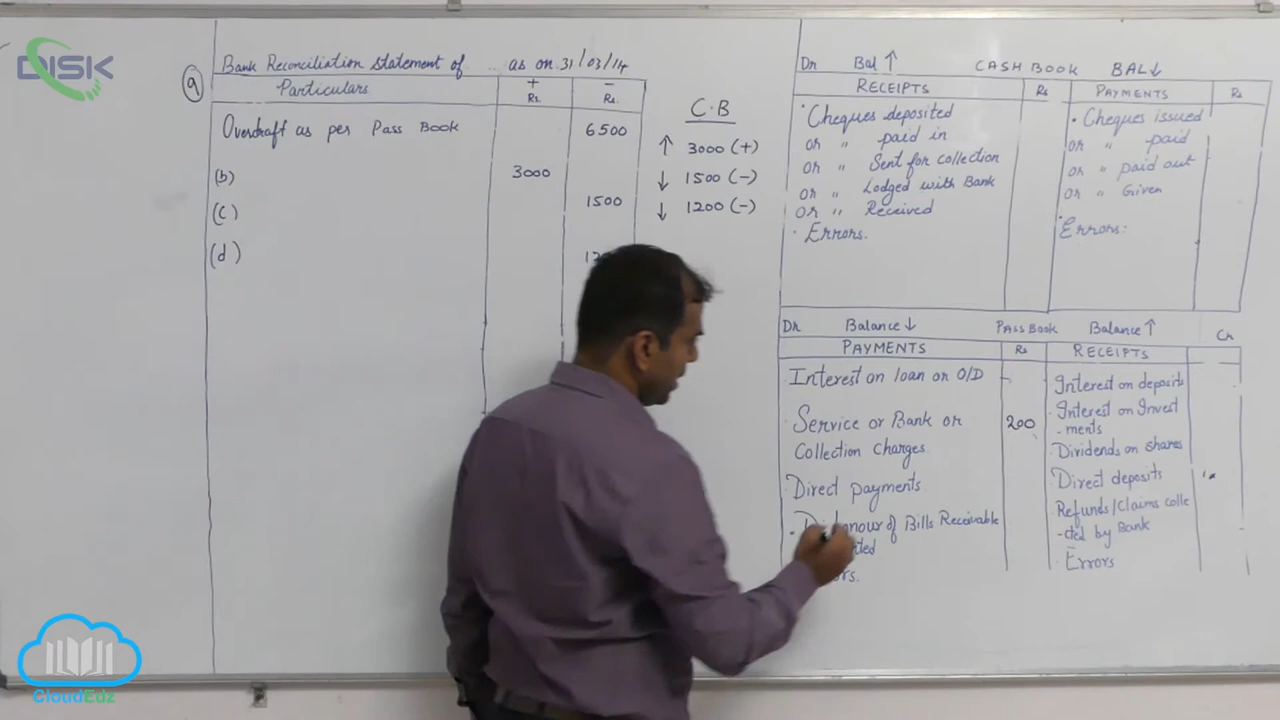 DISK
(a)
Bank Reconciliation Statement of .. as on 31/03/14
Particulars + Rs. - Rs.
Overdraft as per Pass Book 6500
(b) 3000
(c) 1500
(d)
C.B
↑ 3000 (+)
↓ 1500 (-)
↓ 1200 (-)
Dr Bal ↑ CASH BOOK BAL ↓
RECEIPTS Rs PAYMENTS Rs
· Cheques deposited · Cheques issued
or " paid in or " paid
or " Sent for collection or " paid out
or " Lodged with Bank or " Given
or " Received
· Errors. · Errors:
Dr Balance ↓ PASS BOOK Balance ↑ Cr
PAYMENTS Rs RECEIPTS
Interest on loan or O/D · Interest on deposits
Service or Bank or 200 · Interest on Invest
-ments
Collection Charges. · Dividends on shares
· Direct payments · Direct deposits
of Bills Receivable · Refunds/Claims colle
-cted by Bank
· Errors
CloudEdz